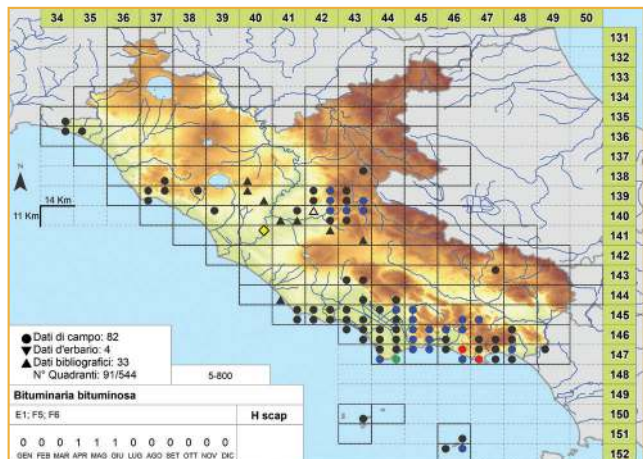 34 35 36 37 38 39 40 41 42 43 44 45 46 47 48 49 50
131
132
133
134
135
136
137
138
139
140
141
142
143
144
145
146
147
148
149
150
151
152
N
14 Km
11 Km
Dati di campo: 82
Dati d'erbario: 4
Dati bibliografici: 33
N° Quadranti: 91/544
5-800
Bituminaria bituminosa
E1; F5; F6
H scap
0 0 0 1 1 1 0 0 0 0 0 0
GEN FEB MAR APR MAG GIU LUG AGO SET OTT NOV DIC